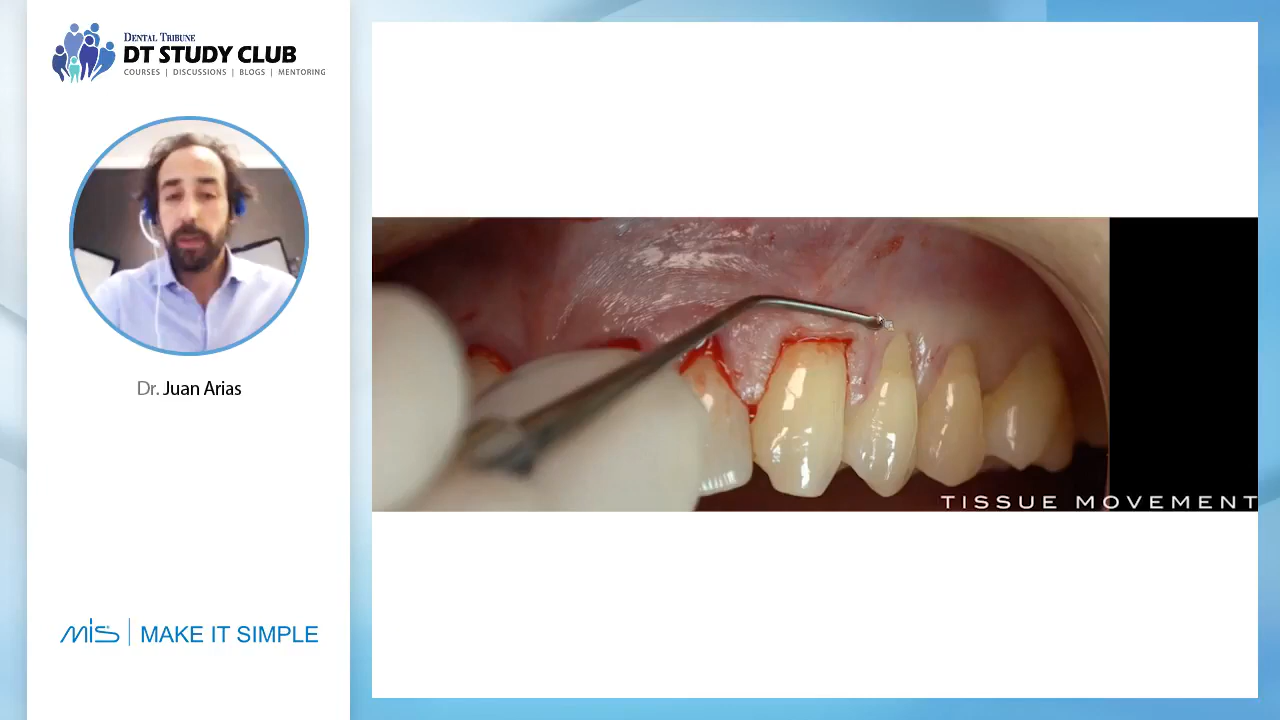 DENTAL TRIBUNE
DT STUDY CLUB
COURSES | DISCUSSIONS | BLOGS | MENTORING
Dr. Juan Arias
TISSUE MOVEMENT
mis | MAKE IT SIMPLE